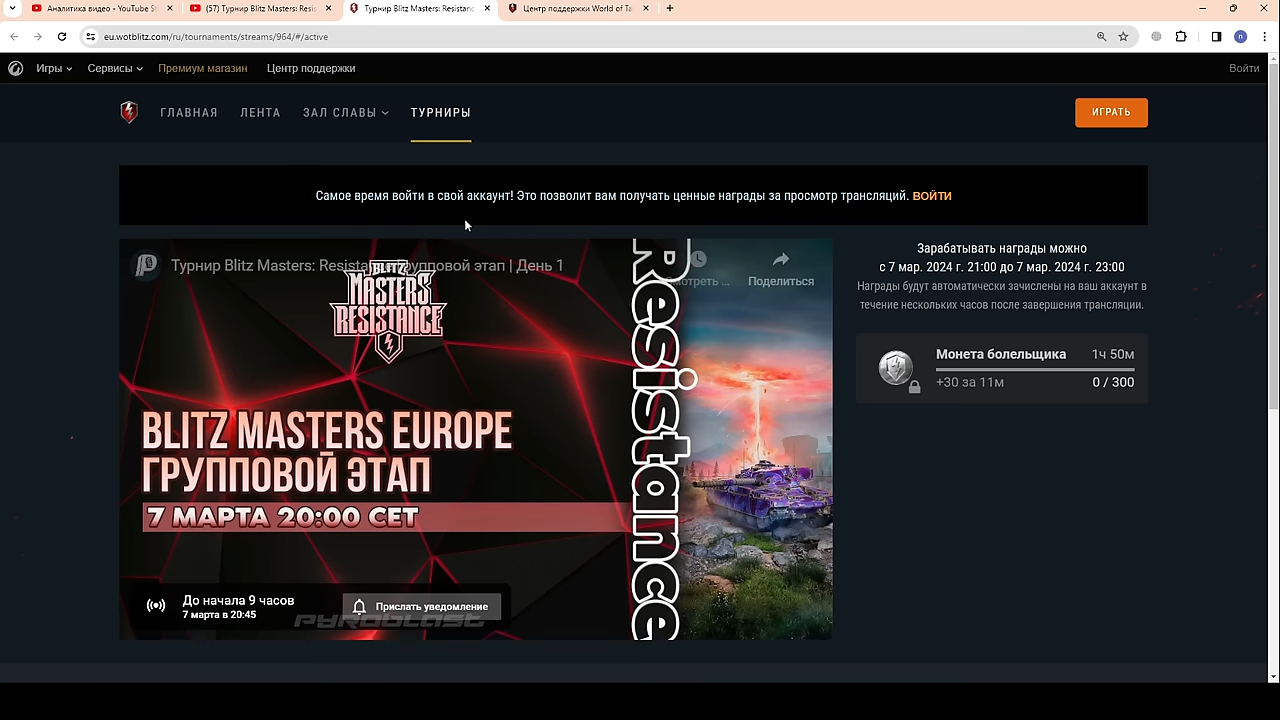 Аналитика видео - YouTube S
(57) Турнир Blitz Masters: Resis
Турнир Blitz Masters: Resistanc
Центр поддержки World of Ta
eu.wotblitz.com/ru/tournaments/streams/964/#/active
Игры
Сервисы
Премиум магазин
Центр поддержки
Войти
ГЛАВНАЯ
ЛЕНТА
ЗАЛ СЛАВЫ
ТУРНИРЫ
ИГРАТЬ
Самое время войти в свой аккаунт! Это позволит вам получать ценные награды за просмотр трансляций. ВОЙТИ
Турнир Blitz Masters: Resista Групповой этап | День 1
мотреть ...
Поделиться
BLITZ
MASTERS
RESISTANCE
BLITZ MASTERS EUROPE
ГРУППОВОЙ ЭТАП
7 МАРТА 20:00 CET
Resistance
До начала 9 часов
7 марта в 20:45
Прислать уведомление
PYROBLAST
Зарабатывать награды можно
с 7 мар. 2024 г. 21:00 до 7 мар. 2024 г. 23:00
Награды будут автоматически зачислены на ваш аккаунт в
течение нескольких часов после завершения трансляции.
Монета болельщика 1ч 50м
+30 за 11м 0 / 300